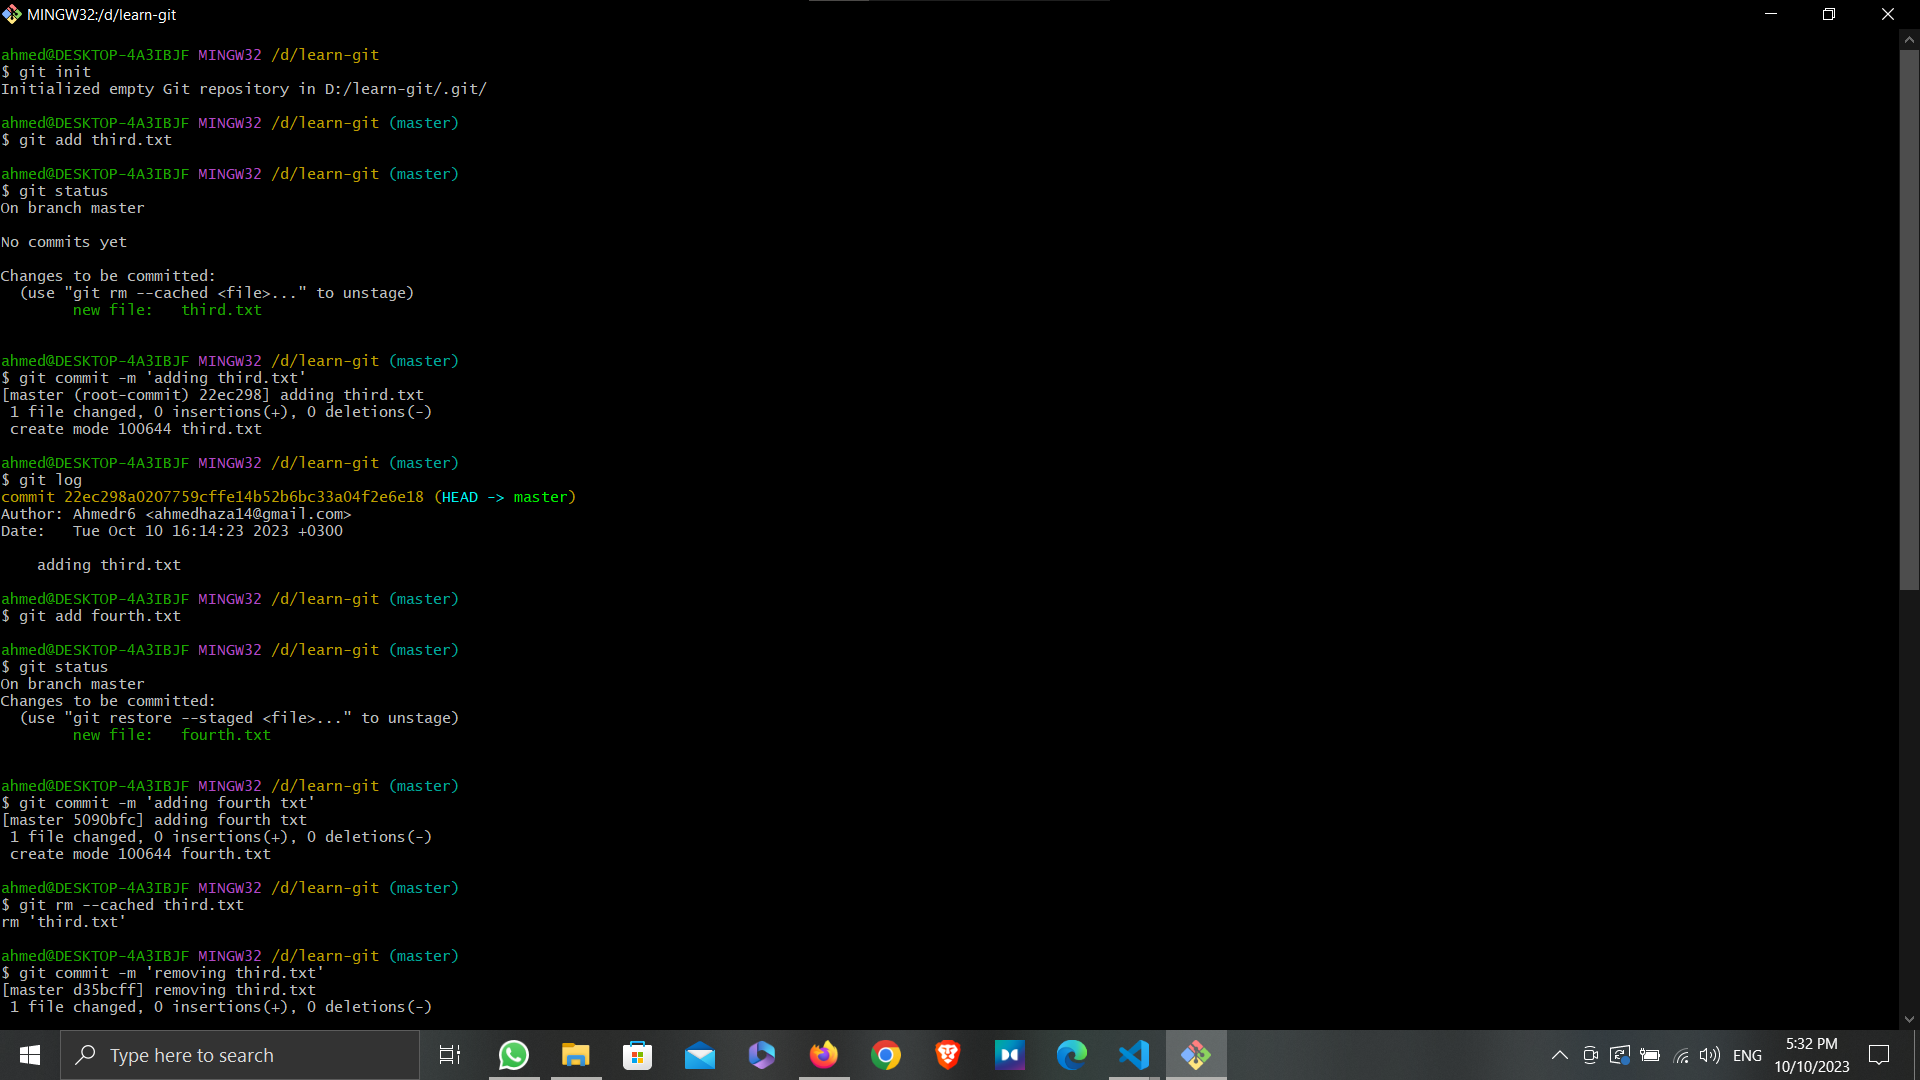 MINGW32:/d/learn-git
ahmed@DESKTOP-4A3IBJF MINGW32 /d/learn-git
$ git init
Initialized empty Git repository in D:/learn-git/.git/
ahmed@DESKTOP-4A3IBJF MINGW32 /d/learn-git (master)
$ git add third.txt
ahmed@DESKTOP-4A3IBJF MINGW32 /d/learn-git (master)
$ git status
On branch master
No commits yet
Changes to be committed:
  (use "git rm --cached <file>..." to unstage)
        new file:   third.txt
ahmed@DESKTOP-4A3IBJF MINGW32 /d/learn-git (master)
$ git commit -m 'adding third.txt'
[master (root-commit) 22ec298] adding third.txt
 1 file changed, 0 insertions(+), 0 deletions(-)
 create mode 100644 third.txt
ahmed@DESKTOP-4A3IBJF MINGW32 /d/learn-git (master)
$ git log
commit 22ec298a0207759cffe14b52b6bc33a04f2e6e18 (HEAD -> master)
Author: Ahmedr6 <ahmedhaza14@gmail.com>
Date:   Tue Oct 10 16:14:23 2023 +0300
    adding third.txt
ahmed@DESKTOP-4A3IBJF MINGW32 /d/learn-git (master)
$ git add fourth.txt
ahmed@DESKTOP-4A3IBJF MINGW32 /d/learn-git (master)
$ git status
On branch master
Changes to be committed:
  (use "git restore --staged <file>..." to unstage)
        new file:   fourth.txt
ahmed@DESKTOP-4A3IBJF MINGW32 /d/learn-git (master)
$ git commit -m 'adding fourth txt'
[master 5090bfc] adding fourth txt
 1 file changed, 0 insertions(+), 0 deletions(-)
 create mode 100644 fourth.txt
ahmed@DESKTOP-4A3IBJF MINGW32 /d/learn-git (master)
$ git rm --cached third.txt
rm 'third.txt'
ahmed@DESKTOP-4A3IBJF MINGW32 /d/learn-git (master)
$ git commit -m 'removing third.txt'
[master d35bcff] removing third.txt
 1 file changed, 0 insertions(+), 0 deletions(-)
Type here to search
ENG
5:32 PM
10/10/2023